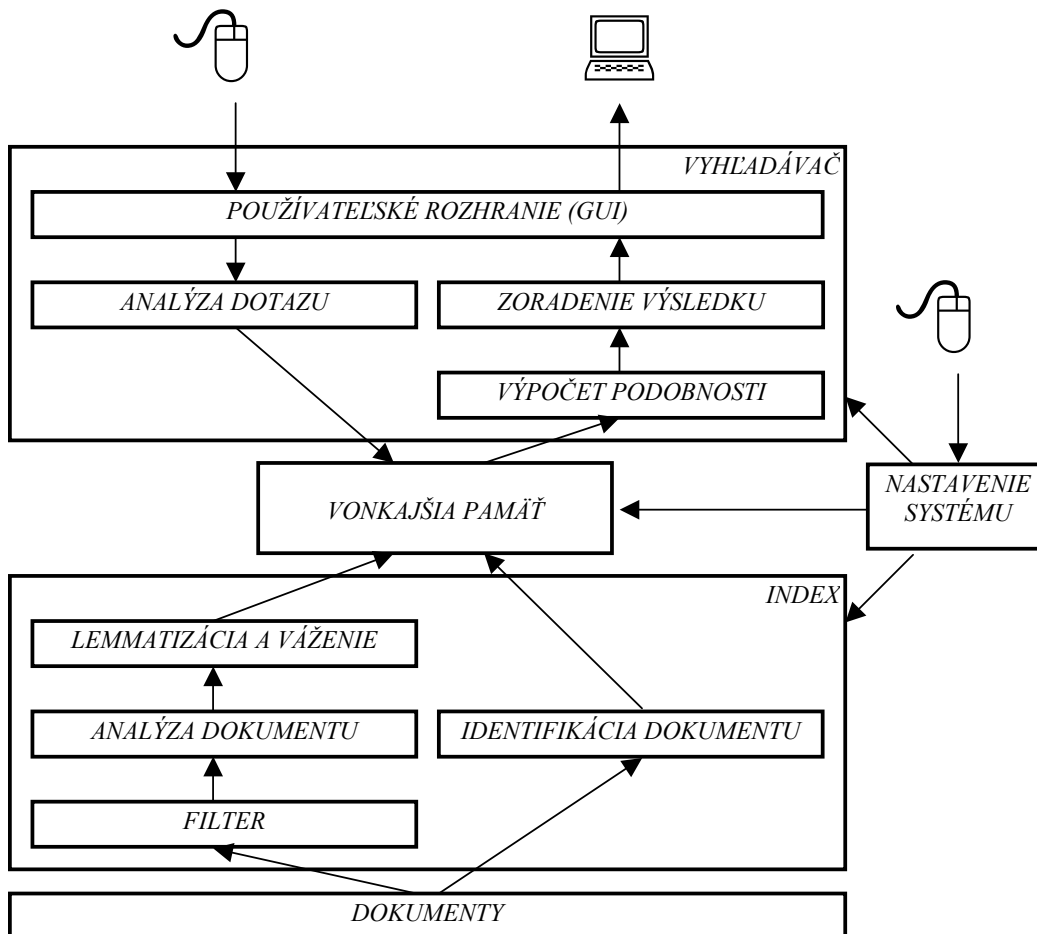 VYHĽADÁVAČ
POUŽÍVATEĽSKÉ ROZHRANIE (GUI)
ANALÝZA DOTAZU
ZORADENIE VÝSLEDKU
VÝPOČET PODOBNOSTI
VONKAJŠIA PAMÄŤ
NASTAVENIE
SYSTÉMU
INDEX
LEMMATIZÁCIA A VÁŽENIE
ANALÝZA DOKUMENTU
IDENTIFIKÁCIA DOKUMENTU
FILTER
DOKUMENTY